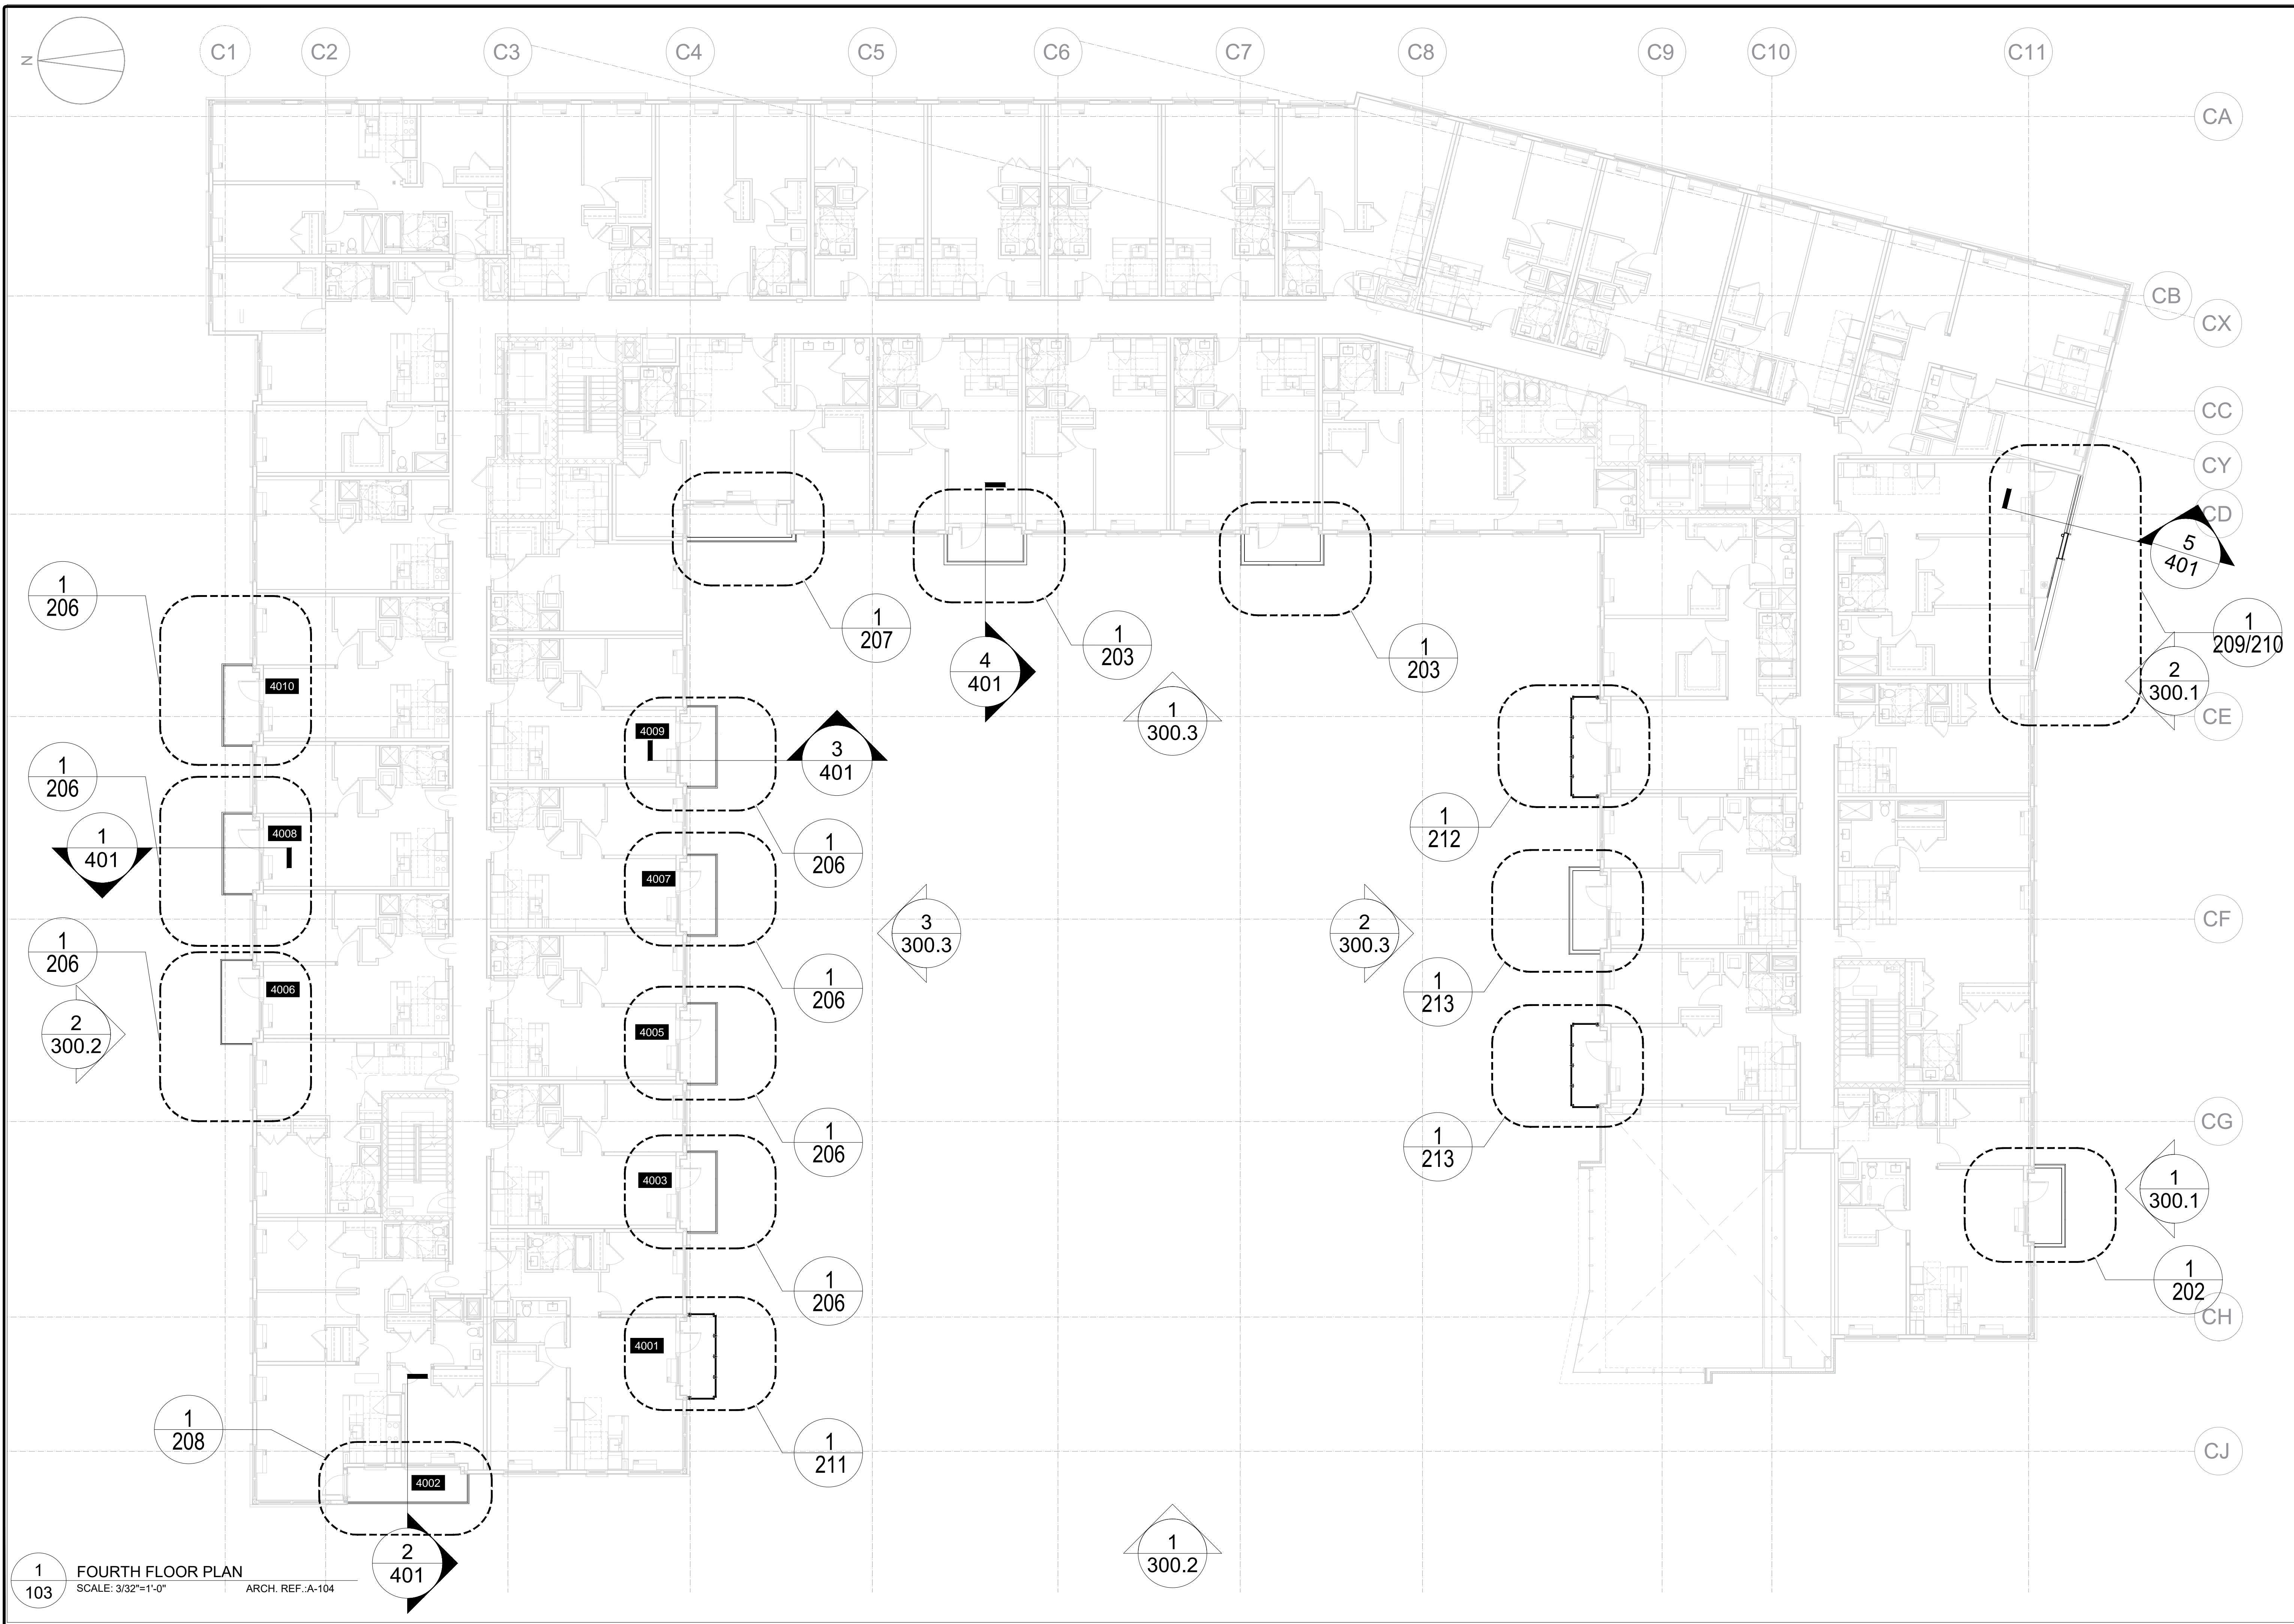 N
C1
C2
C3
C4
C5
C6
C7
C8
C9
C10
C11
CA
CB
CX
CC
CY
CD
5
401
1
206
1
207
1
203
4
401
1
203
1
209/210
2
300.1
4010
CE
1
300.3
4009
3
401
1
206
1
212
1
206
4008
1
401
4007
1
206
CF
3
300.3
2
300.3
1
206
4006
1
206
1
213
2
300.2
4005
1
206
CG
1
213
4003
1
300.1
1
206
1
202
CH
4001
1
208
1
211
CJ
4002
2
401
1
300.2
1
103
FOURTH FLOOR PLAN
SCALE: 3/32"=1'-0"
ARCH. REF.:A-104